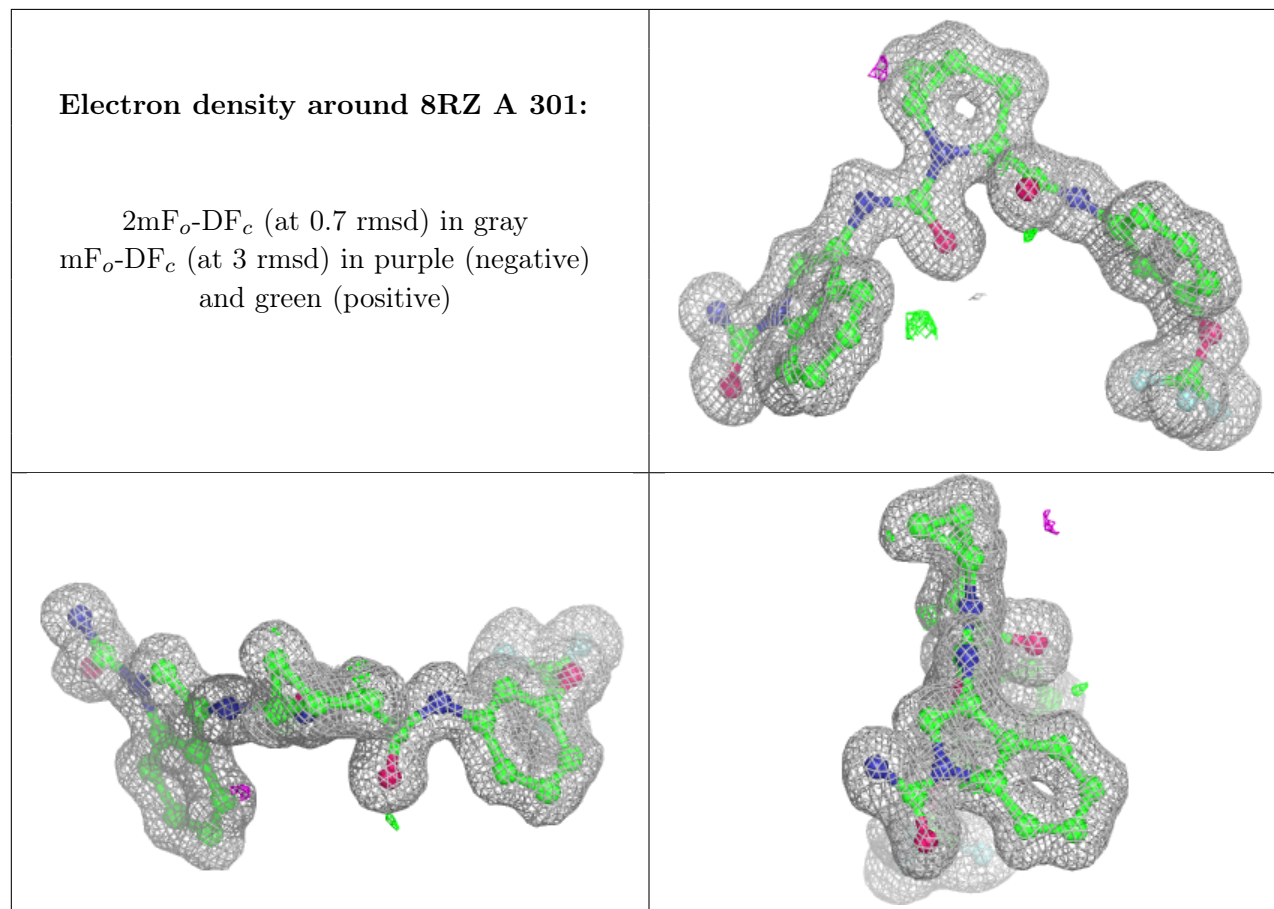 Electron density around 8RZ A 301:
2mFo-DFc (at 0.7 rmsd) in gray
mFo-DFc (at 3 rmsd) in purple (negative)
and green (positive)